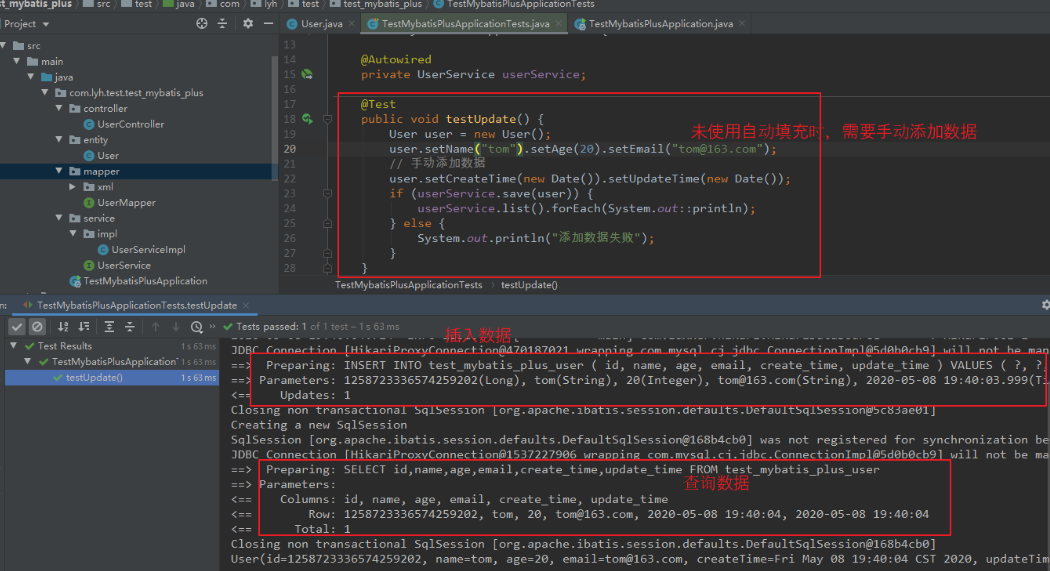 st_mybatis_plus src test java com lyh test test_mybatis_plus TestMybatisPlusApplicationTests
Project
User.java TestMybatisPlusApplicationTests.java TestMybatisPlusApplication.java
src
main
java
com.lyh.test.test_mybatis_plus
controller
UserController
entity
User
mapper
xml
UserMapper
service
impl
UserServiceImpl
UserService
TestMybatisPlusApplication
13
14 @Autowired
15 private UserService userService;
16
17 @Test
18 public void testUpdate() {
19 User user = new User();
20 user.setName("tom").setAge(20).setEmail("tom@163.com");
21 // 手动添加数据
22 user.setCreateTime(new Date()).setUpdateTime(new Date());
23 if (userService.save(user)) {
24 userService.list().forEach(System.out::println);
25 } else {
26 System.out.println("添加数据失败");
27 }
28 }
未使用自动填充时，需要手动添加数据
TestMybatisPlusApplicationTests › testUpdate()
n: TestMybatisPlusApplicationTests.testUpdate
Tests passed: 1 of 1 test – 1 s 63 ms
Test Results 1 s 63 ms
TestMybatisPlusApplication 1 s 63 ms
testUpdate() 1 s 63 ms
插入数据
JDBC Connection [HikariProxyConnection@470187021 wrapping com.mysql.cj.jdbc.ConnectionImpl@5d0b0cb9] will not be man
==> Preparing: INSERT INTO test_mybatis_plus_user ( id, name, age, email, create_time, update_time ) VALUES ( ?, ?,
==> Parameters: 1258723336574259202(Long), tom(String), 20(Integer), tom@163.com(String), 2020-05-08 19:40:03.999(Ti
<== Updates: 1
Closing non transactional SqlSession [org.apache.ibatis.session.defaults.DefaultSqlSession@5c83ae01]
Creating a new SqlSession
SqlSession [org.apache.ibatis.session.defaults.DefaultSqlSession@168b4cb0] was not registered for synchronization be
JDBC Connection [HikariProxyConnection@1537227906 wrapping com.mysql.cj.jdbc.ConnectionImpl@5d0b0cb9] will not be ma
==> Preparing: SELECT id,name,age,email,create_time,update_time FROM test_mybatis_plus_user
==> Parameters:
查询数据
<== Columns: id, name, age, email, create_time, update_time
<== Row: 1258723336574259202, tom, 20, tom@163.com, 2020-05-08 19:40:04, 2020-05-08 19:40:04
<== Total: 1
Closing non transactional SqlSession [org.apache.ibatis.session.defaults.DefaultSqlSession@168b4cb0]
User(id=1258723336574259202, name=tom, age=20, email=tom@163.com, createTime=Fri May 08 19:40:04 CST 2020, updateTim